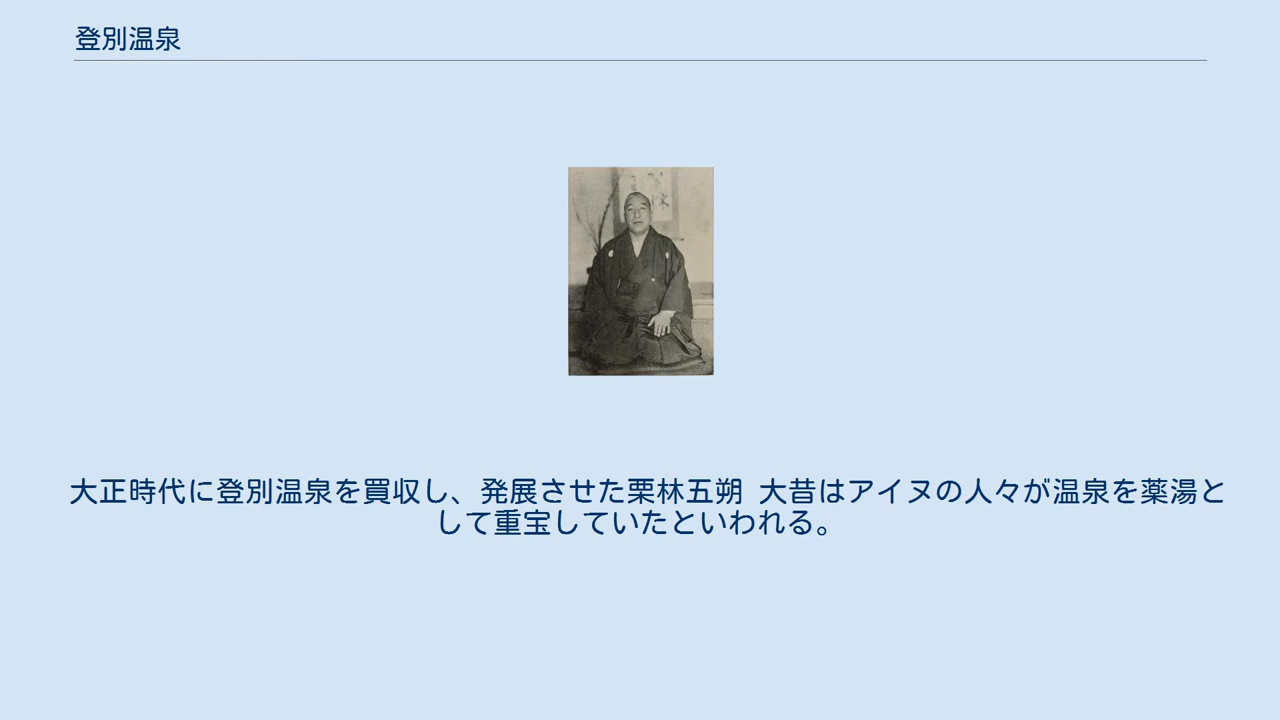 登別温泉
大正時代に登別温泉を買収し、発展させた栗林五朔 大昔はアイヌの人々が温泉を薬湯と
して重宝していたといわれる。